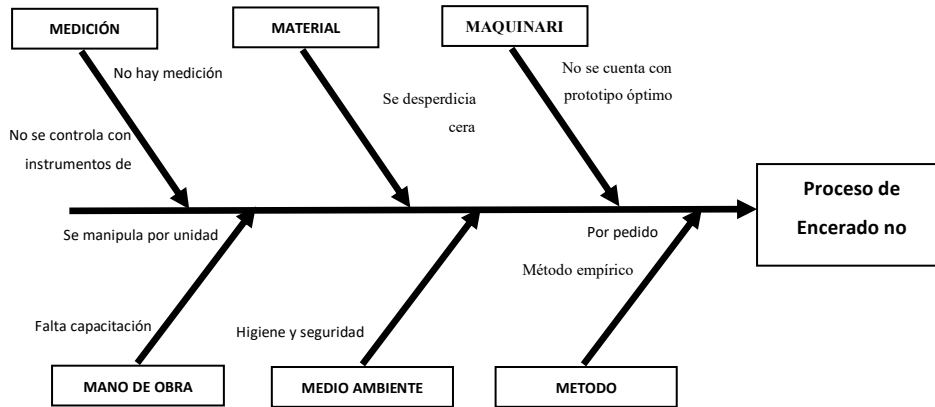 MEDICIÓN
MATERIAL
MAQUINARI
No hay medición
No se controla con
instrumentos de
Se desperdicia
cera
No se cuenta con
prototipo óptimo
Proceso de
Encerado no
Se manipula por unidad
Falta capacitación
Higiene y seguridad
Por pedido
Método empírico
MANO DE OBRA
MEDIO AMBIENTE
METODO